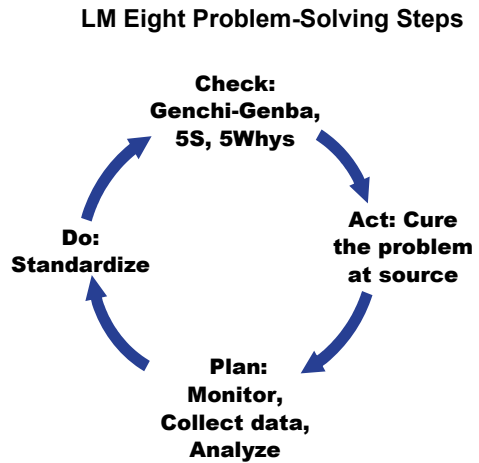 LM Eight Problem-Solving Steps
Check:
Genchi-Genba,
5S, 5Whys
Act: Cure
the problem
at source
Plan:
Monitor,
Collect data,
Analyze
Do:
Standardize